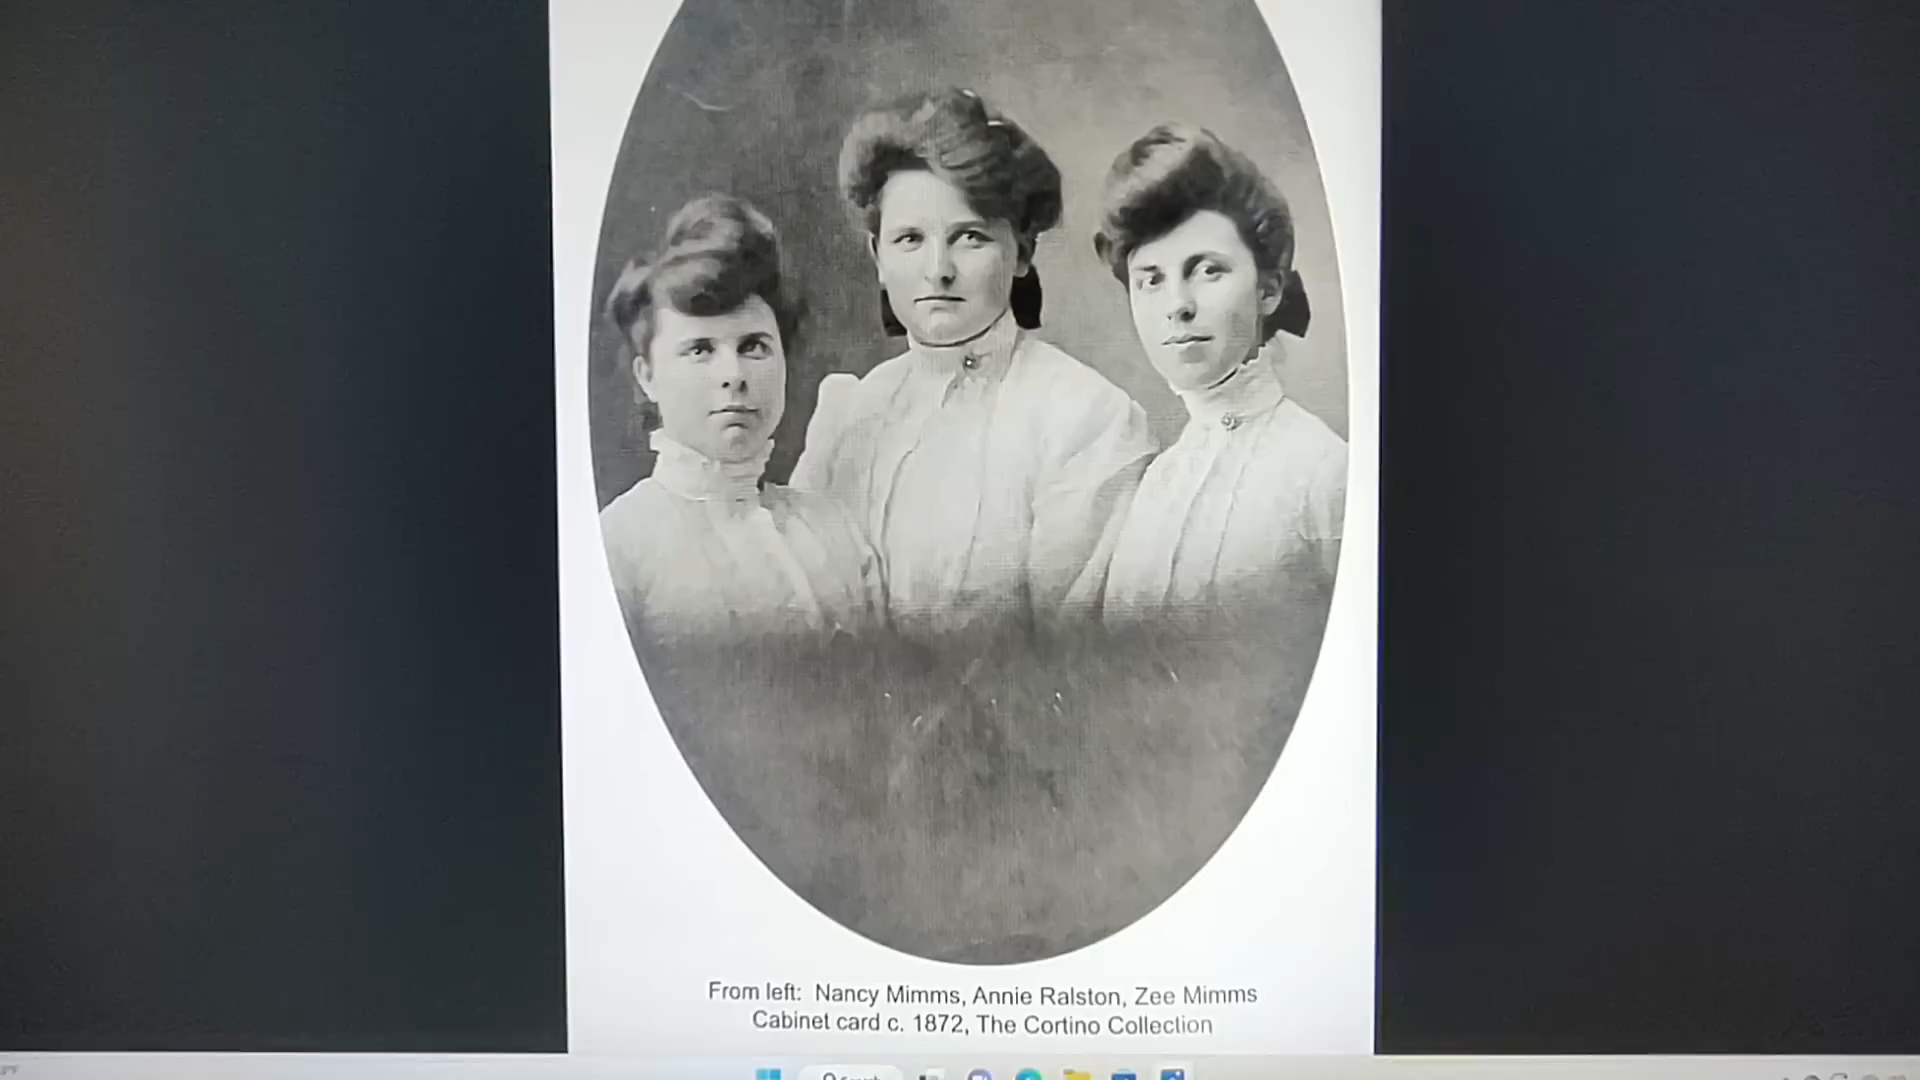 From left: Nancy Mimms, Annie Ralston, Zee Mimms
Cabinet card c. 1872, The Cortino Collection